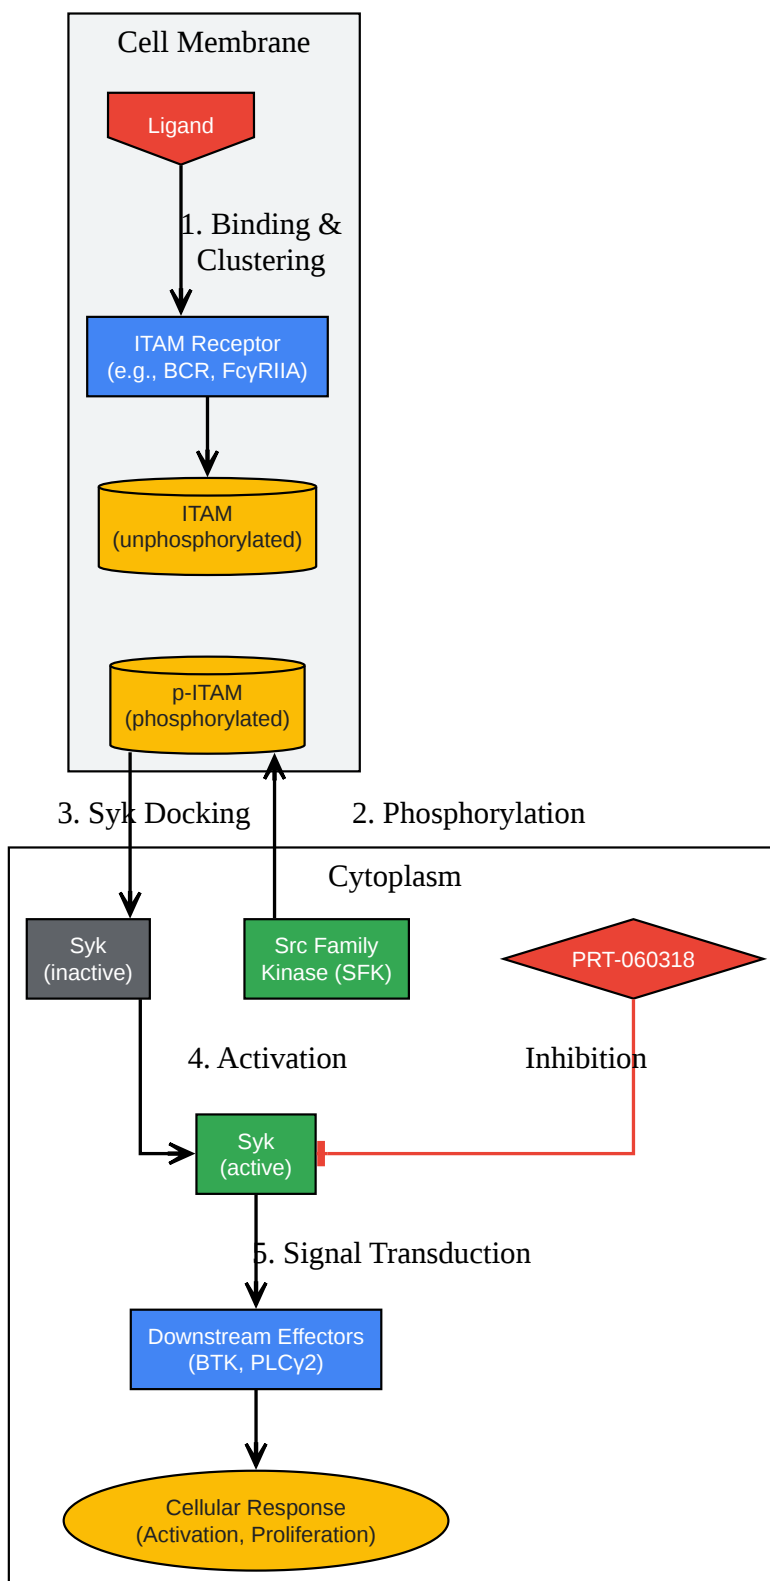 Cell Membrane
Ligand
1. Binding &
Clustering
ITAM Receptor
(e.g., BCR, FcγRIIA)
ITAM
(unphosphorylated)
p-ITAM
(phosphorylated)
3. Syk Docking
2. Phosphorylation
Cytoplasm
Syk
(inactive)
Src Family
Kinase (SFK)
PRT-060318
4. Activation
Inhibition
Syk
(active)
5. Signal Transduction
Downstream Effectors
(BTK, PLCγ2)
Cellular Response
(Activation, Proliferation)